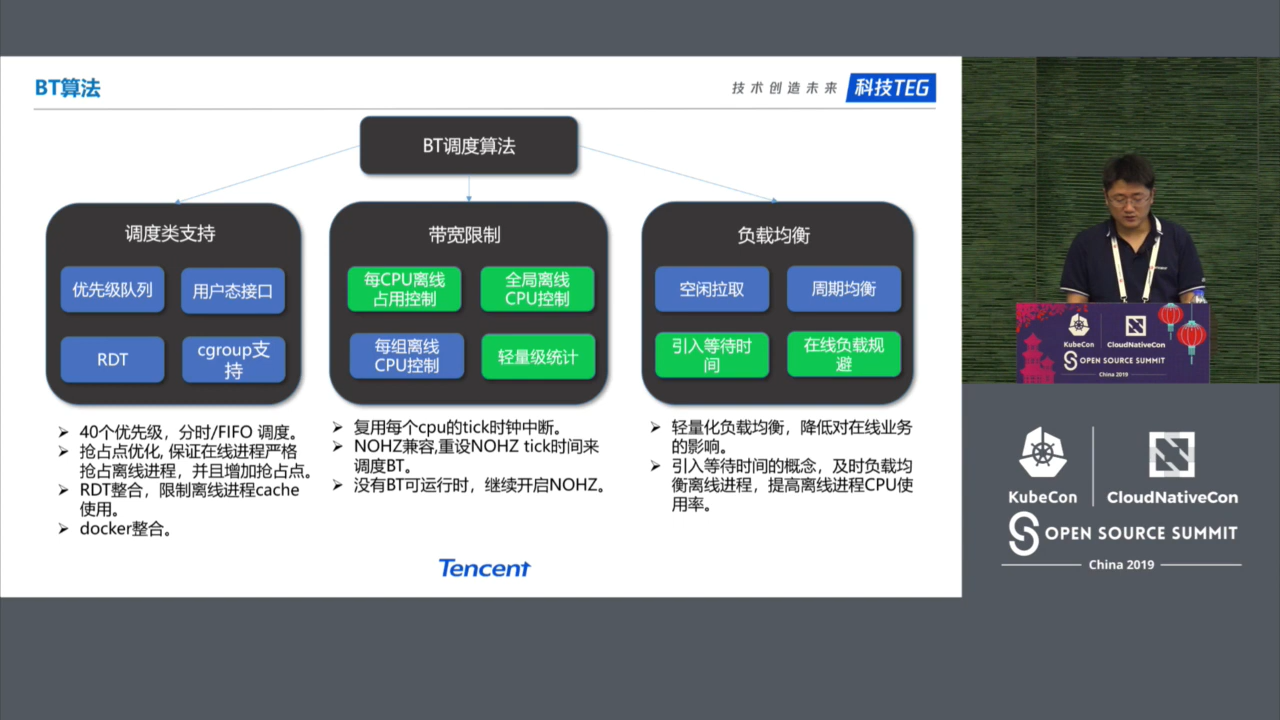 BT算法
技术创造未来
科技TEG
BT调度算法
调度类支持
优先级队列
用户态接口
RDT
cgroup支
持
40个优先级，分时/FIFO 调度。
抢占点优化, 保证在线进程严格
抢占离线进程，并且增加抢占点。
RDT整合，限制离线进程cache
使用。
docker整合。
带宽限制
每CPU离线
占用控制
全局离线
CPU控制
每组离线
CPU控制
轻量级统计
复用每个cpu的tick时钟中断。
NOHZ兼容,重设NOHZ tick时间来
调度BT。
没有BT可运行时，继续开启NOHZ。
负载均衡
空闲拉取
周期均衡
引入等待时
间
在线负载规
避
轻量化负载均衡，降低对在线业务
的影响。
引入等待时间的概念，及时负载均
衡离线进程，提高离线进程CPU使
用率。
Tencent
KubeCon
CloudNativeCon
OPEN SOURCE SUMMIT
China 2019
KubeCon
CloudNativeCon
OPEN SOURCE SUMMIT
China 2019